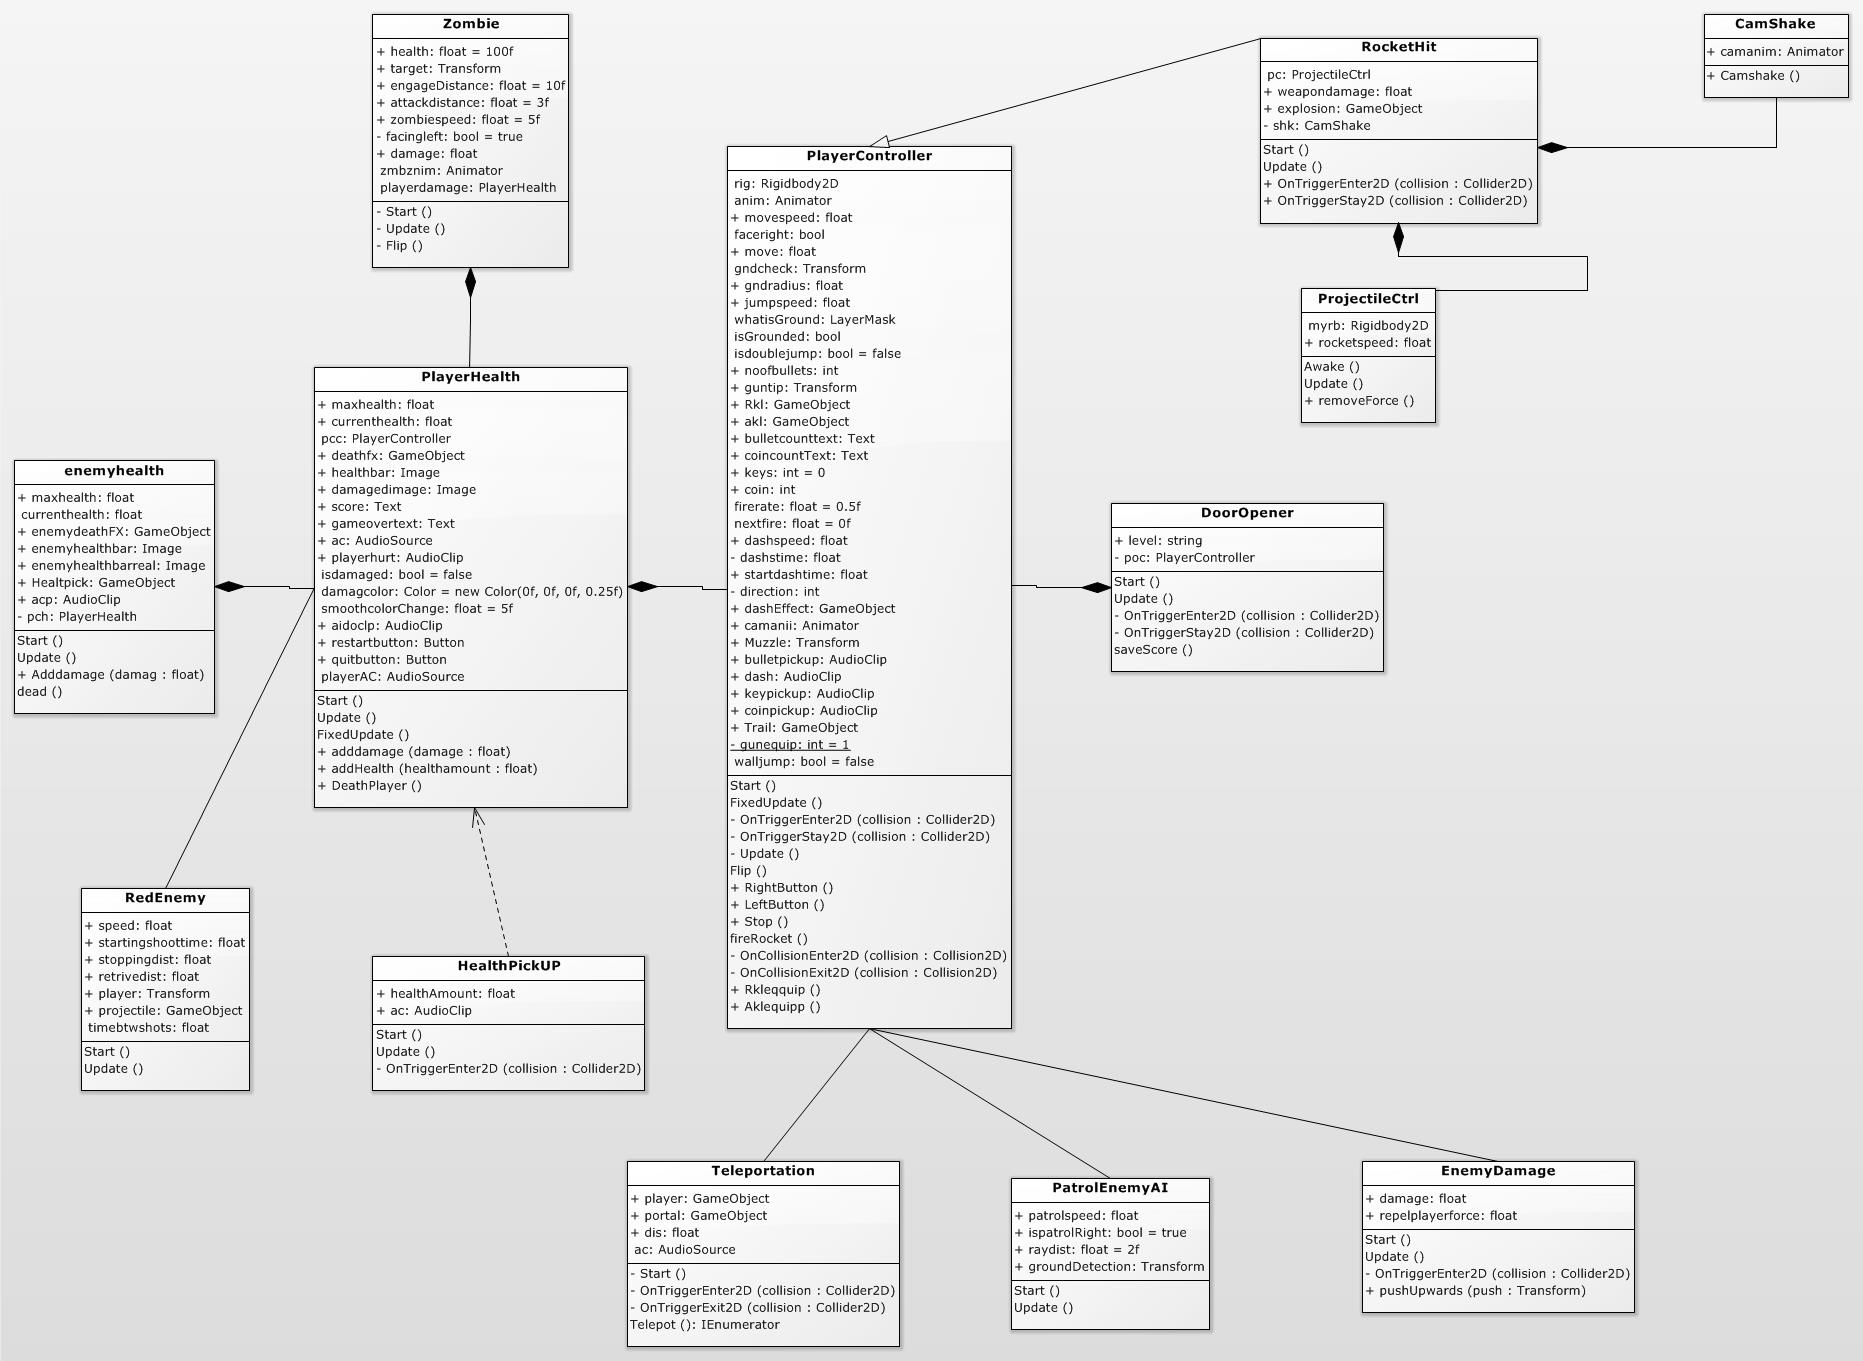 Zombie
+ health: float = 100f
+ target: Transform
+ engageDistance: float = 10f
+ attackdistance: float = 3f
+ zombiespeed: float = 5f
- facingleft: bool = true
+ damage: float
zmbznim: Animator
playerdamage: PlayerHealth
- Start ()
- Update ()
- Flip ()
CamShake
+ camanim: Animator
+ Camshake ()
RocketHit
pc: ProjectileCtrl
+ weapondamage: float
+ explosion: GameObject
- shk: CamShake
Start ()
Update ()
+ OnTriggerEnter2D (collision : Collider2D)
+ OnTriggerStay2D (collision : Collider2D)
ProjectileCtrl
myrb: Rigidbody2D
+ rocketspeed: float
Awake ()
Update ()
+ removeForce ()
PlayerController
rig: Rigidbody2D
anim: Animator
+ movespeed: float
faceright: bool
+ move: float
gndcheck: Transform
+ gndradius: float
+ jumpspeed: float
whatisGround: LayerMask
isGrounded: bool
isdoublejump: bool = false
+ noofbullets: int
+ guntip: Transform
+ Rkl: GameObject
+ akl: GameObject
+ bulletcounttext: Text
+ coincountText: Text
+ keys: int = 0
+ coin: int
firerate: float = 0.5f
nextfire: float = 0f
+ dashspeed: float
- dashstime: float
+ startdashtime: float
- direction: int
+ dashEffect: GameObject
+ camanii: Animator
+ Muzzle: Transform
+ bulletpickup: AudioClip
+ dash: AudioClip
+ keypickup: AudioClip
+ coinpickup: AudioClip
+ Trail: GameObject
- gunequip: int = 1
walljump: bool = false
Start ()
FixedUpdate ()
- OnTriggerEnter2D (collision : Collider2D)
- OnTriggerStay2D (collision : Collider2D)
- Update ()
Flip ()
+ RightButton ()
+ LeftButton ()
+ Stop ()
fireRocket ()
- OnCollisionEnter2D (collision : Collision2D)
- OnCollisionExit2D (collision : Collision2D)
+ Rkleqquip ()
+ Aklequipp ()
PlayerHealth
+ maxhealth: float
+ currenthealth: float
pcc: PlayerController
+ deathfx: GameObject
+ healthbar: Image
+ damagedimage: Image
+ score: Text
+ gameovertext: Text
+ ac: AudioSource
+ playerhurt: AudioClip
isdamaged: bool = false
damagcolor: Color = new Color(0f, 0f, 0f, 0.25f)
smoothcolorChange: float = 5f
+ aidoclp: AudioClip
+ restartbutton: Button
+ quitbutton: Button
playerAC: AudioSource
Start ()
Update ()
FixedUpdate ()
+ adddamage (damage : float)
+ addHealth (healthamount : float)
+ DeathPlayer ()
enemyhealth
+ maxhealth: float
currenthealth: float
+ enemydeathFX: GameObject
+ enemyhealthbar: Image
+ enemyhealthbarreal: Image
+ Healtpick: GameObject
+ acp: AudioClip
- pch: PlayerHealth
Start ()
Update ()
+ Adddamage (damag : float)
dead ()
DoorOpener
+ level: string
- poc: PlayerController
Start ()
Update ()
- OnTriggerEnter2D (collision : Collider2D)
- OnTriggerStay2D (collision : Collider2D)
saveScore ()
RedEnemy
+ speed: float
+ startingshoottime: float
+ stoppingdist: float
+ retrivedist: float
+ player: Transform
+ projectile: GameObject
timebtwshots: float
Start ()
Update ()
HealthPickUP
+ healthAmount: float
+ ac: AudioClip
Start ()
Update ()
- OnTriggerEnter2D (collision : Collider2D)
Teleportation
+ player: GameObject
+ portal: GameObject
+ dis: float
ac: AudioSource
- Start ()
- OnTriggerEnter2D (collision : Collider2D)
- OnTriggerExit2D (collision : Collider2D)
Telepot (): IEnumerator
PatrolEnemyAI
+ patrolspeed: float
+ ispatrolRight: bool = true
+ raydist: float = 2f
+ groundDetection: Transform
Start ()
Update ()
EnemyDamage
+ damage: float
+ repelplayerforce: float
Start ()
Update ()
- OnTriggerEnter2D (collision : Collider2D)
+ pushUpwards (push : Transform)